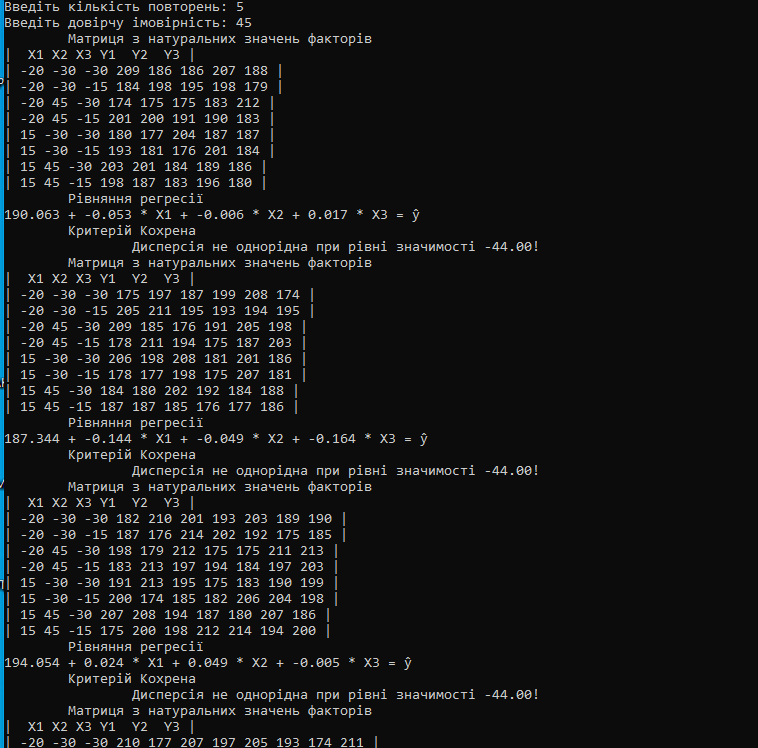 Введіть кількість повторень: 5
Введіть довірчу імовірність: 45
Матриця з натуральних значень факторів
| X1 X2 X3 Y1 Y2 Y3 |
| -20 -30 -30 209 186 186 207 188 |
| -20 -30 -15 184 198 195 198 179 |
| -20 45 -30 174 175 175 183 212 |
| -20 45 -15 201 200 191 190 183 |
| 15 -30 -30 180 177 204 187 187 |
| 15 -30 -15 193 181 176 201 184 |
| 15 45 -30 203 201 184 189 186 |
| 15 45 -15 198 187 183 196 180 |
Рівняння регресії
190.063 + -0.053 * X1 + -0.006 * X2 + 0.017 * X3 = ŷ
Критерій Кохрена
Дисперсія не однорідна при рівні значимості -44.00!
Матриця з натуральних значень факторів
| X1 X2 X3 Y1 Y2 Y3 |
| -20 -30 -30 175 197 187 199 208 174 |
| -20 -30 -15 205 211 195 193 194 195 |
| -20 45 -30 209 185 176 191 205 198 |
| -20 45 -15 178 211 194 175 187 203 |
| 15 -30 -30 206 198 208 181 201 186 |
| 15 -30 -15 178 177 198 175 207 181 |
| 15 45 -30 184 180 202 192 184 188 |
| 15 45 -15 187 187 185 176 177 186 |
Рівняння регресії
187.344 + -0.144 * X1 + -0.049 * X2 + -0.164 * X3 = ŷ
Критерій Кохрена
Дисперсія не однорідна при рівні значимості -44.00!
Матриця з натуральних значень факторів
| X1 X2 X3 Y1 Y2 Y3 |
| -20 -30 -30 182 210 201 193 203 189 190 |
| -20 -30 -15 187 176 214 202 192 175 185 |
| -20 45 -30 198 179 212 175 175 211 213 |
| -20 45 -15 183 213 197 194 184 197 203 |
| 15 -30 -30 191 213 195 175 183 190 199 |
| 15 -30 -15 200 174 185 182 206 204 198 |
| 15 45 -30 207 208 194 187 180 207 186 |
| 15 45 -15 175 200 198 212 214 194 200 |
Рівняння регресії
194.054 + 0.024 * X1 + 0.049 * X2 + -0.005 * X3 = ŷ
Критерій Кохрена
Дисперсія не однорідна при рівні значимості -44.00!
Матриця з натуральних значень факторів
| X1 X2 X3 Y1 Y2 Y3 |
| -20 -30 -30 210 177 207 197 205 193 174 211 |